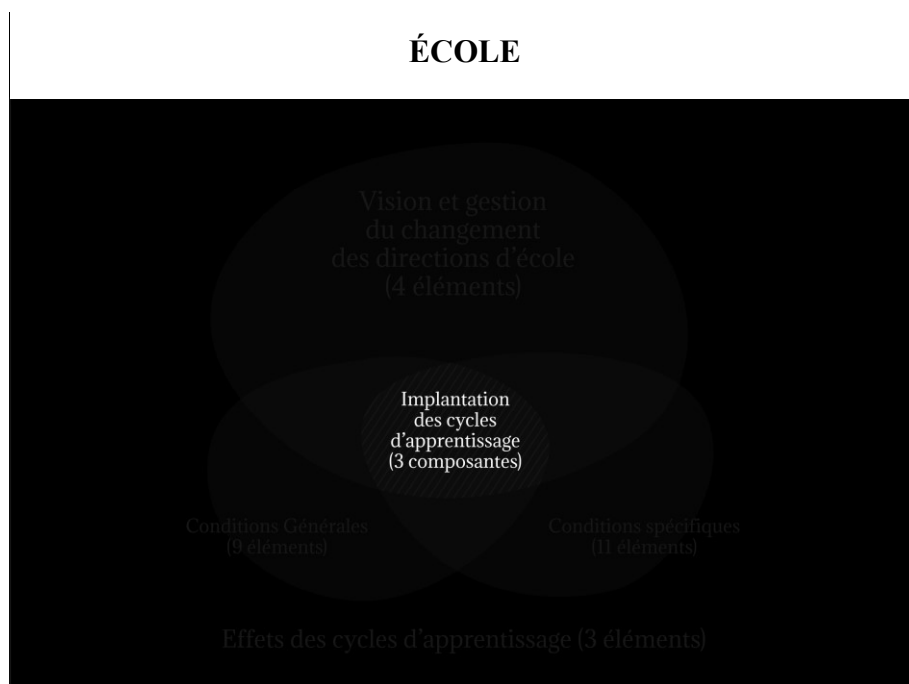 ÉCOLE
Vision et gestion
du changement
des directions d'école
(4 éléments)
Implantation
des cycles
d'apprentissage
(3 composantes)
Conditions Générales
(9 éléments)
Conditions spécifiques
(11 éléments)
Effets des cycles d'apprentissage (3 éléments)